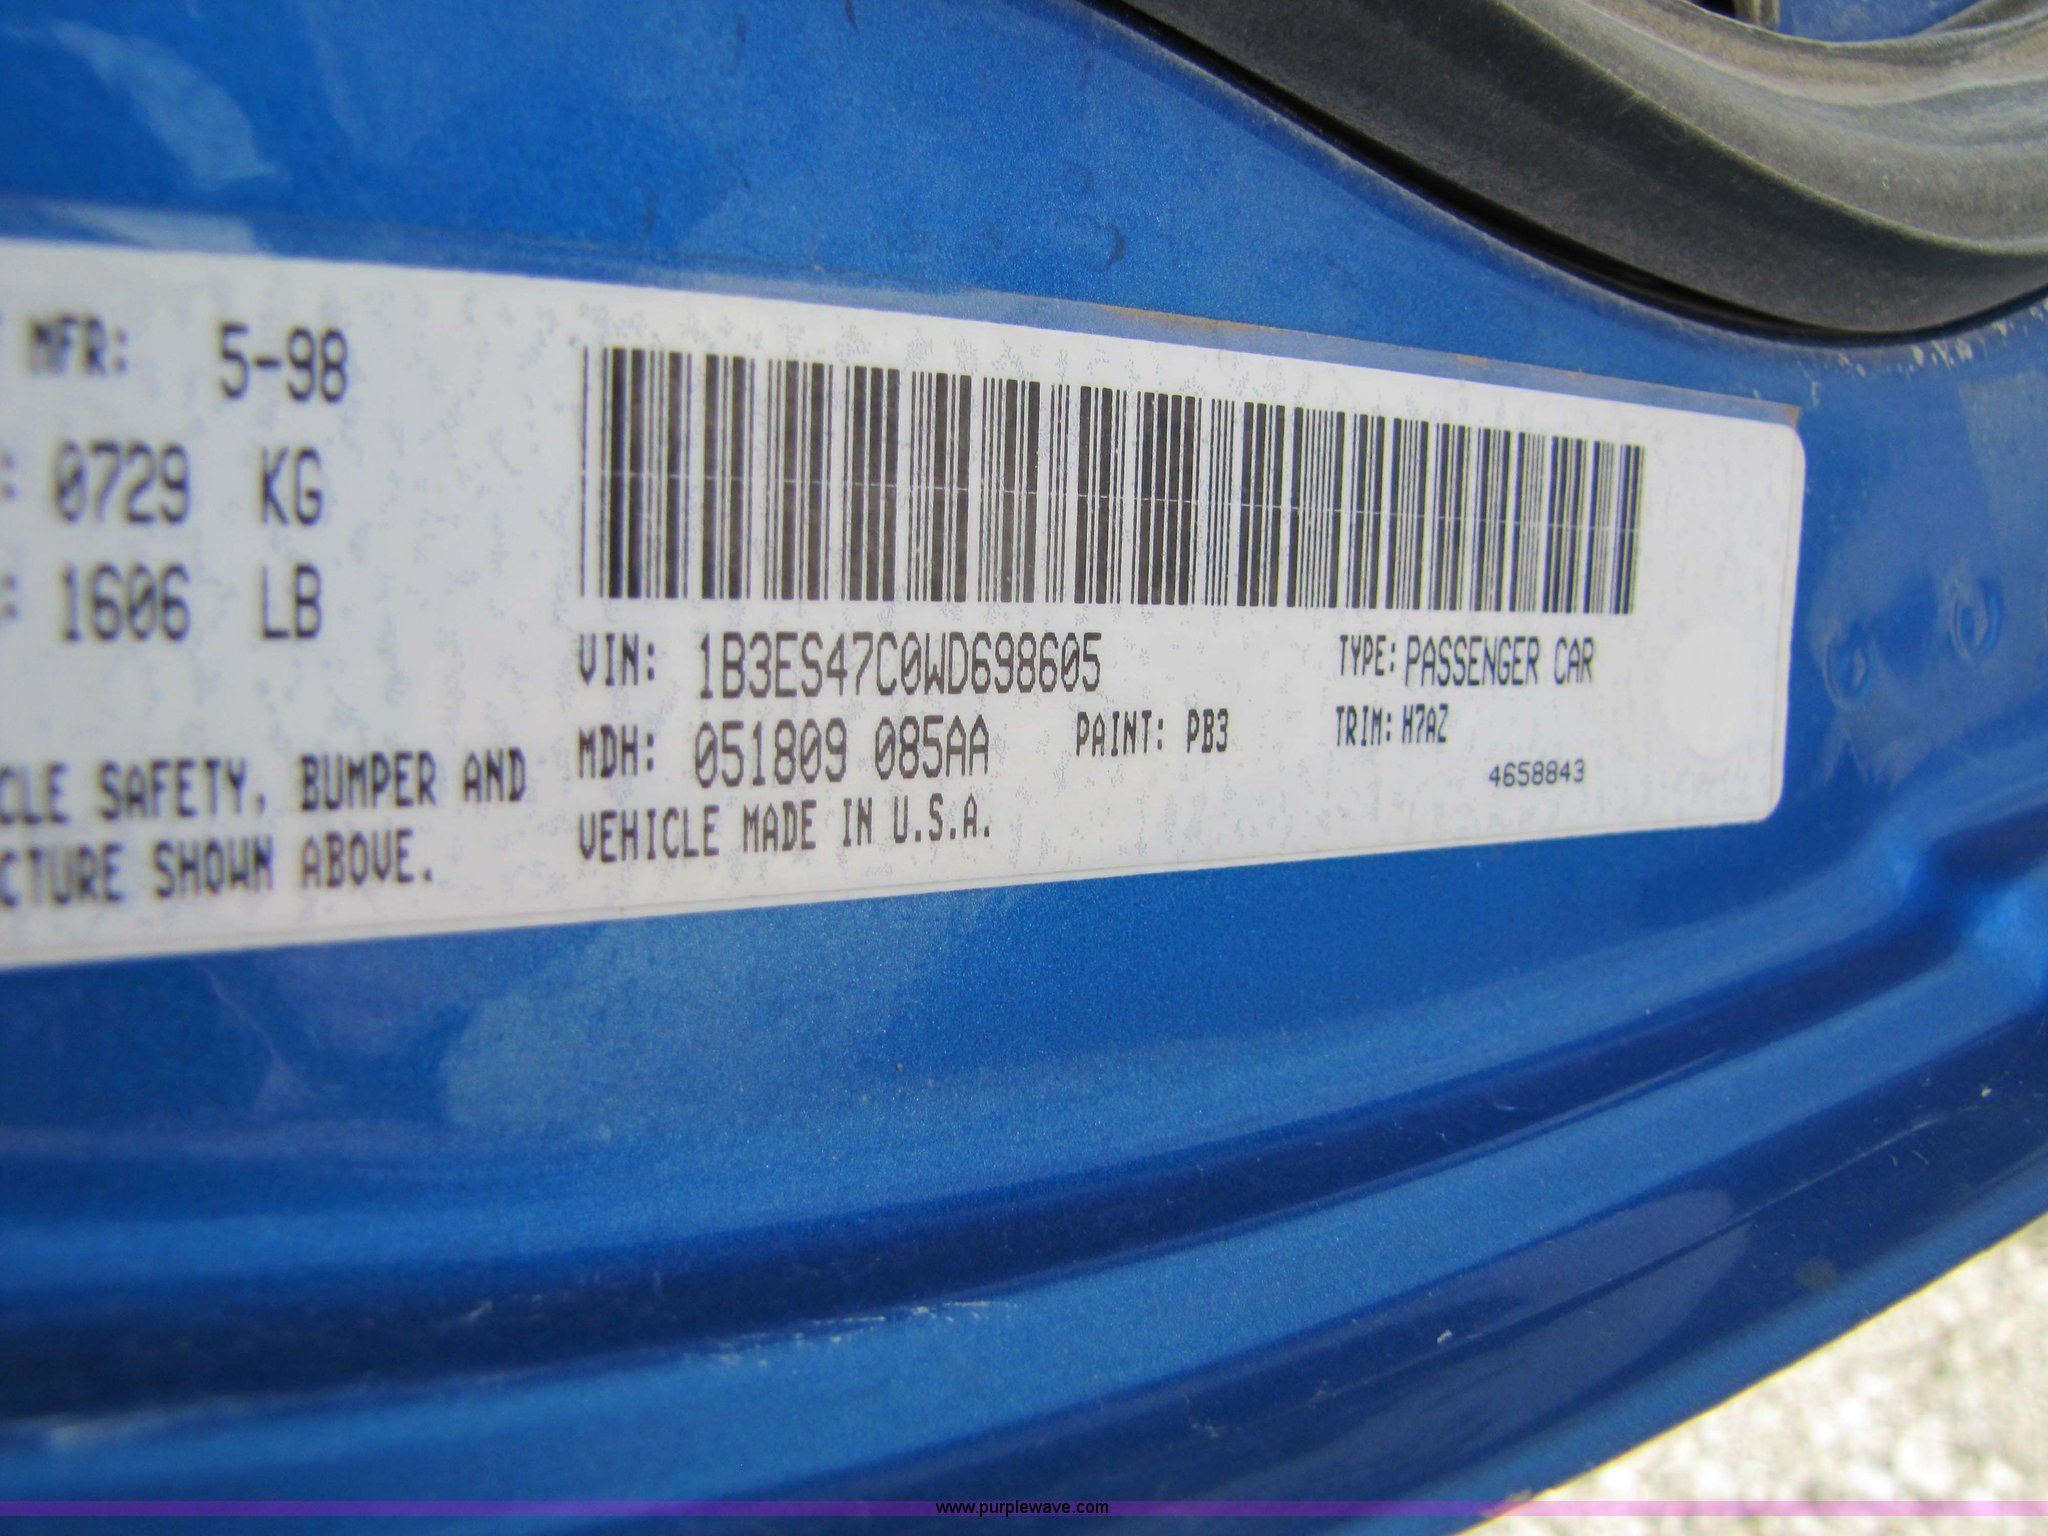 MFR: 5-98
0729 KG
1606 LB
VIN: 1B3ES47C0WD698605
TYPE: PASSENGER CAR
MDH: 051809 085AA
PAINT: PB3
TRIM: H7AZ
4658843
VEHICLE MADE IN U.S.A.
CLE SAFETY, BUMPER AND
CTURE SHOWN ABOVE.
www.purplewave.com